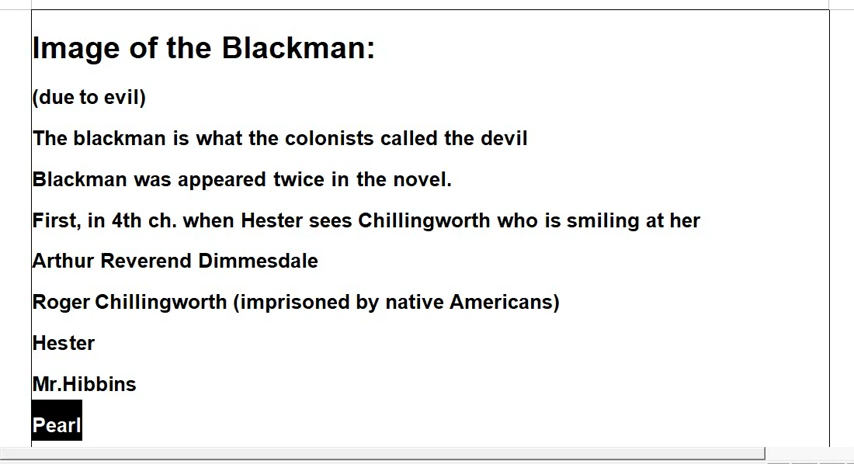 Image of the Blackman:
(due to evil)
The blackman is what the colonists called the devil
Blackman was appeared twice in the novel.
First, in 4th ch. when Hester sees Chillingworth who is smiling at her
Arthur Reverend Dimmesdale
Roger Chillingworth (imprisoned by native Americans)
Hester
Mr.Hibbins
Pearl